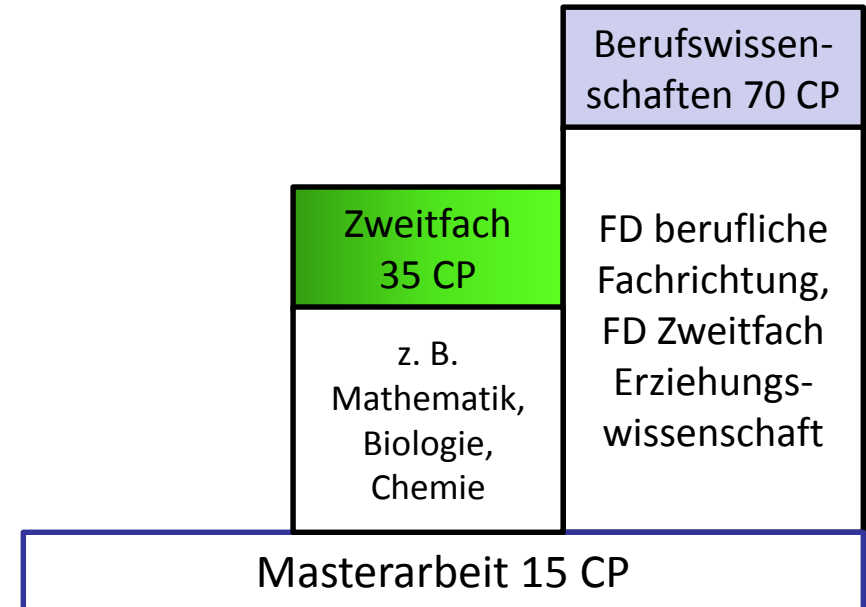 Berufswissen-
schaften 70 CP
Zweitfach
35 CP
z. B.
Mathematik,
Biologie,
Chemie
FD berufliche
Fachrichtung,
FD Zweitfach
Erziehungs-
wissenschaft
Masterarbeit 15 CP